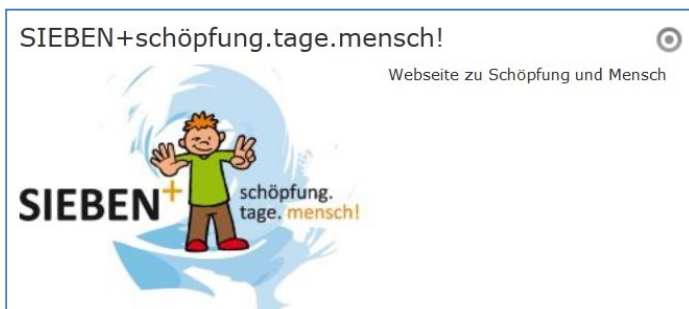 SIEBEN+schöpfung.tage.mensch!
Webseite zu Schöpfung und Mensch
SIEBEN+
schöpfung.
tage.mensch!